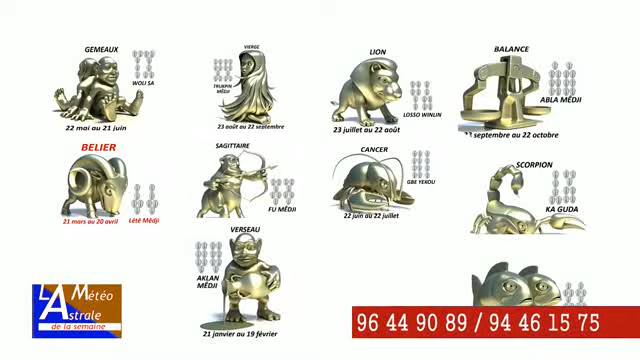 GEMEAUX
WOLI SA
22 mai au 21 juin
VIERGE
TRUKPIN
MÊDJI
23 août au 22 septembre
LION
LOSSO WINLIN
23 juillet au 22 août
BALANCE
ABLA MÊDJI
septembre au 22 octobre
BELIER
21 mars au 20 avril
Lêtê Mêdji
SAGITTAIRE
FU MÊDJI
CANCER
GBE YEKOU
22 juin au 22 juillet
SCORPION
KA GUDA
VERSEAU
AKLAN
MÊDJI
21 janvier au 19 février
LA Météo
Astrale
de la semaine
96 44 90 89 / 94 46 15 75